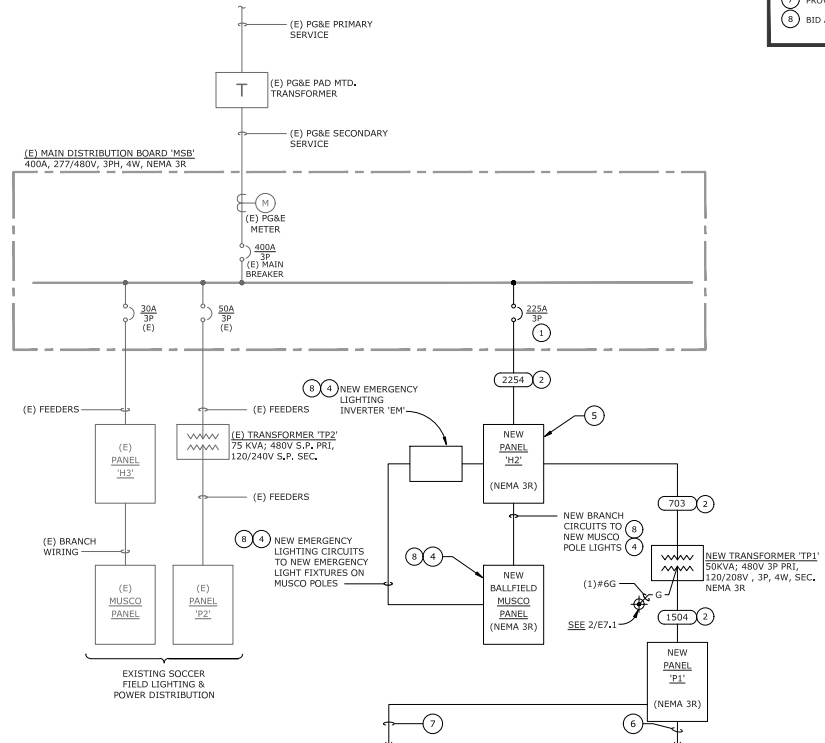 7 PROV
8 BID A
(E) PG&E PRIMARY
SERVICE
T
(E) PG&E PAD MTD.
TRANSFORMER
(E) PG&E SECONDARY
SERVICE
(E) MAIN DISTRIBUTION BOARD 'MSB'
400A, 277/480V, 3PH, 4W, NEMA 3R
M
(E) PG&E
METER
400A
3P
(E) MAIN
BREAKER
30A
3P
(E)
50A
3P
(E)
225A
3P
1
2254
2
8 4 NEW EMERGENCY
LIGHTING
INVERTER 'EM'
(E) FEEDERS
(E) FEEDERS
5
(E)
PANEL
'H3'
(E) TRANSFORMER 'TP2'
75 KVA; 480V S.P. PRI,
120/240V S.P. SEC.
NEW
PANEL
'H2'
(NEMA 3R)
(E) FEEDERS
703
2
NEW BRANCH
CIRCUITS TO
NEW MUSCO
POLE LIGHTS
8
4
(E) BRANCH
WIRING
8 4 NEW EMERGENCY
LIGHTING CIRCUITS
TO NEW EMERGENCY
LIGHT FIXTURES ON
MUSCO POLES
8 4
NEW TRANSFORMER 'TP1'
50KVA; 480V 3P PRI,
120/208V , 3P, 4W, SEC.
NEMA 3R
(E)
MUSCO
PANEL
(E)
PANEL
'P2'
NEW
BALLFIELD
MUSCO
PANEL
(NEMA 3R)
(1)#6G
G
SEE 2/E7.1
1504
2
EXISTING SOCCER
FIELD LIGHTING &
POWER DISTRIBUTION
NEW
PANEL
'P1'
(NEMA 3R)
7
6